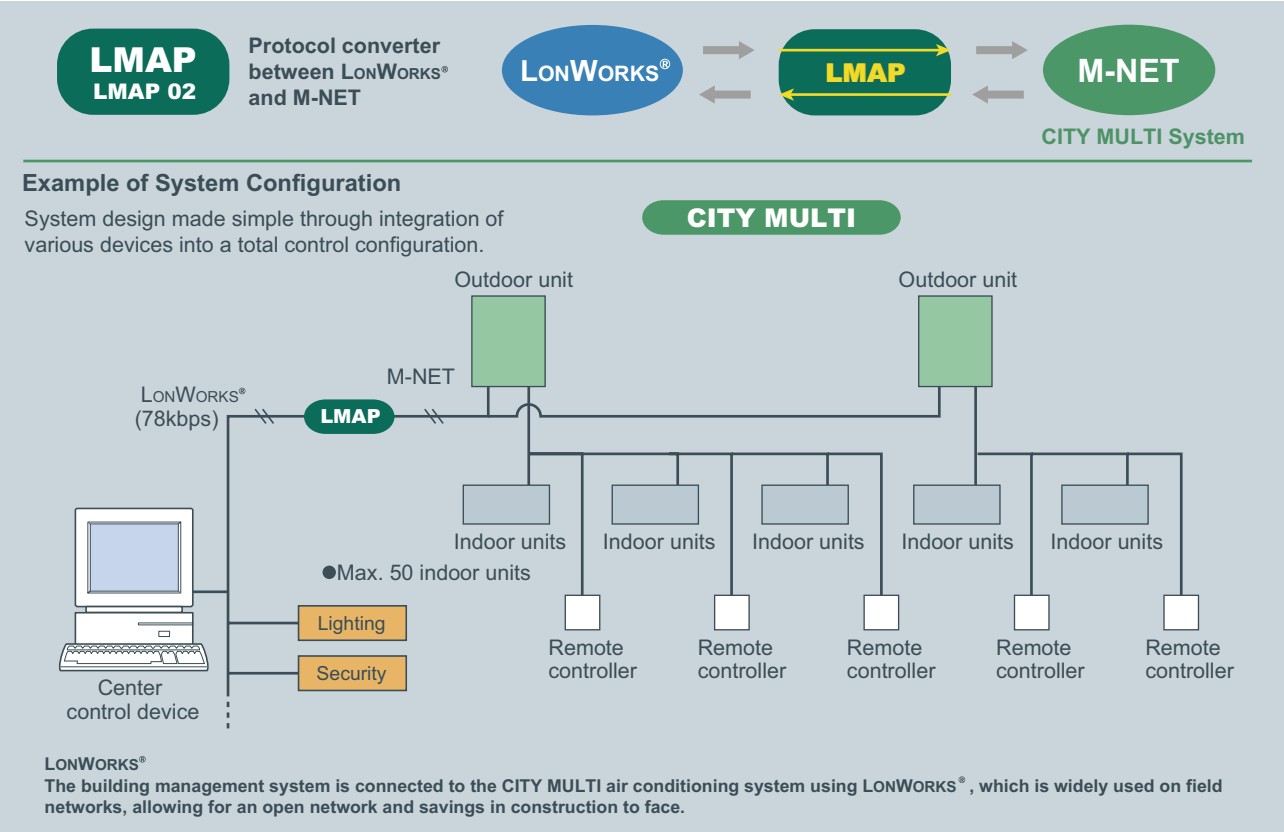 LMAP
LMAP 02
Protocol converter
between LONWORKS®
and M-NET
LONWORKS®
LMAP
M-NET
CITY MULTI System
Example of System Configuration
System design made simple through integration of
various devices into a total control configuration.
CITY MULTI
Outdoor unit
Outdoor unit
M-NET
LONWORKS®
(78kbps)
LMAP
Indoor units
Indoor units
Indoor units
Indoor units
Indoor units
●Max. 50 indoor units
Lighting
Security
Remote
controller
Remote
controller
Remote
controller
Remote
controller
Remote
controller
Center
control device
LONWORKS®
The building management system is connected to the CITY MULTI air conditioning system using LONWORKS® , which is widely used on field
networks, allowing for an open network and savings in construction to face.